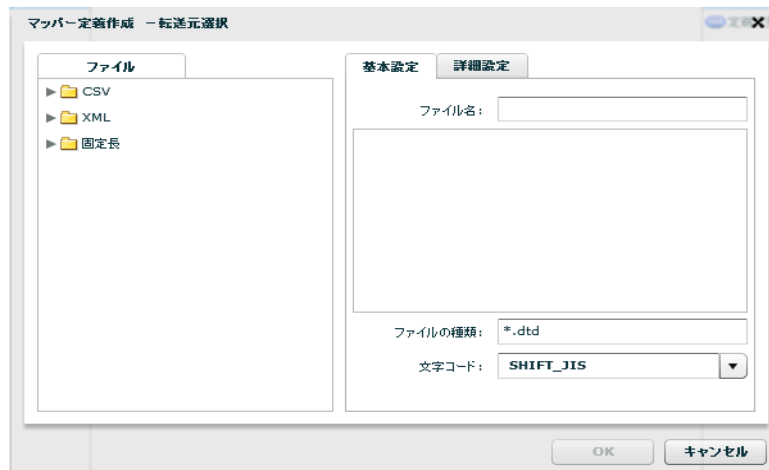 マッパー定義作成 －転送元選択
定義
ファイル
CSV
XML
固定長
基本設定
詳細設定
ファイル名：
ファイルの種類：
*.dtd
文字コード：
SHIFT_JIS
OK
キャンセル